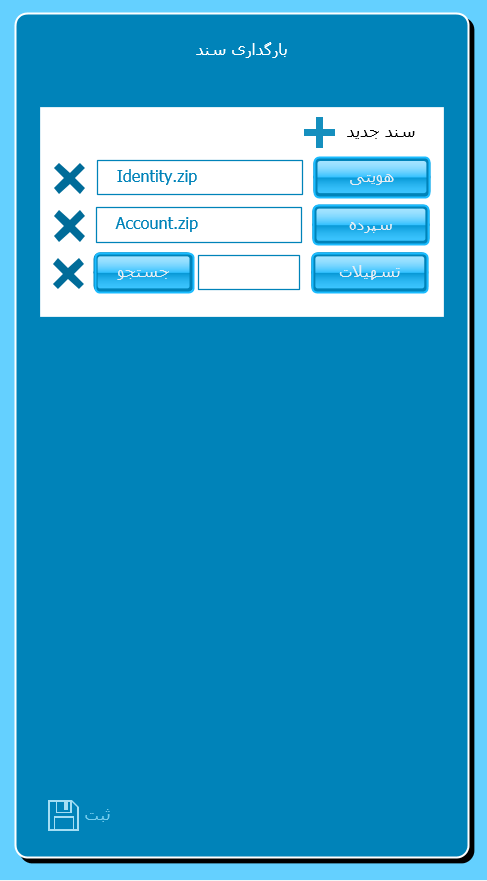 بارگذاری سند
سند جدید
هویتی Identity.zip
سپرده Account.zip
تسهیلات جستجو
ثبت